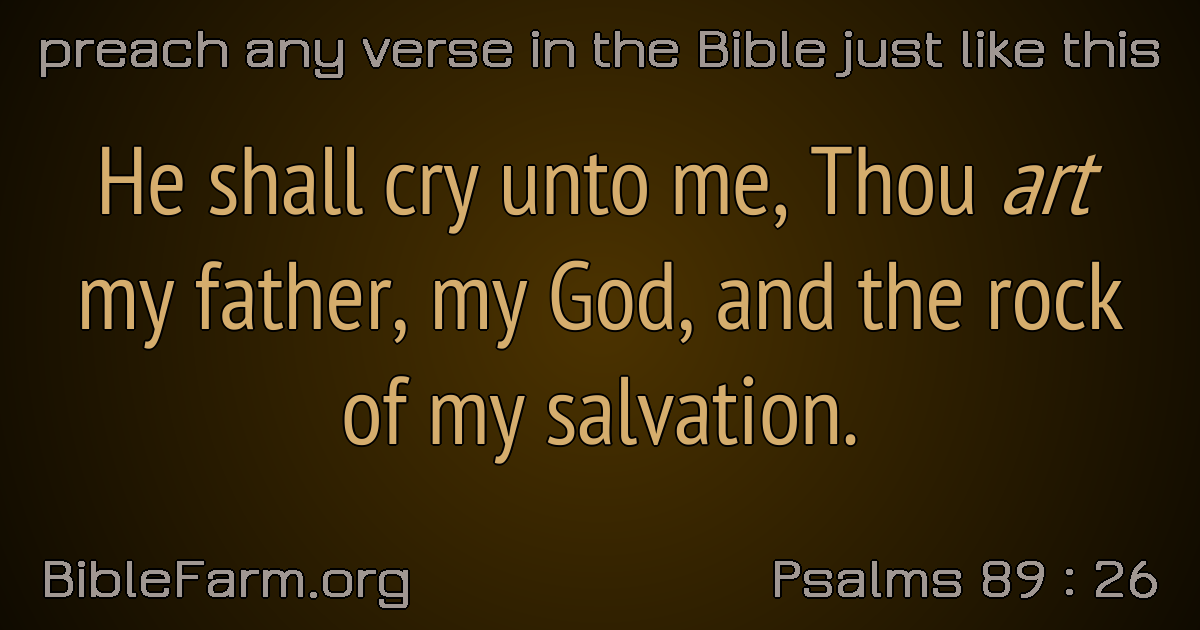 preach any verse in the Bible just like this
He shall cry unto me, Thou art
my father, my God, and the rock
of my salvation.
BibleFarm.org
Psalms 89 : 26